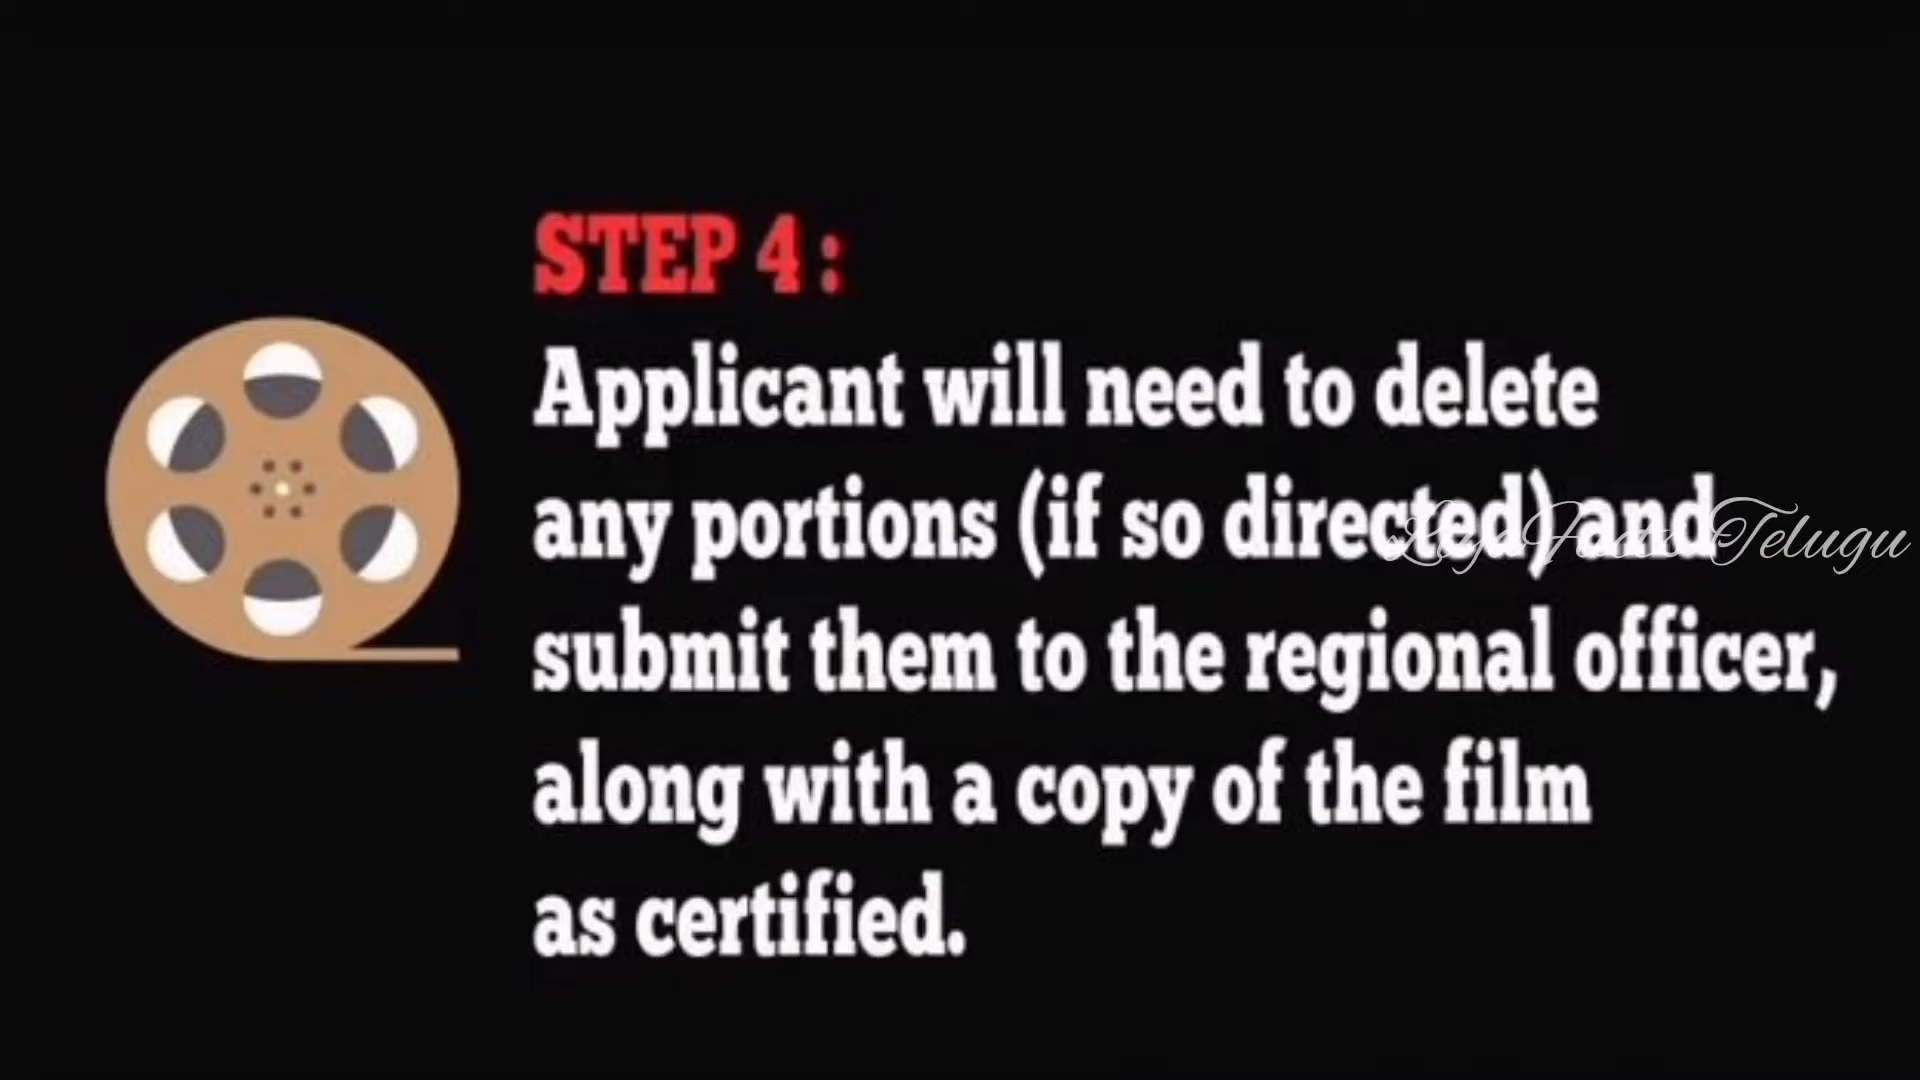 STEP 4 :
Applicant will need to delete
any portions (if so directed) and
submit them to the regional officer,
along with a copy of the film
as certified.
Telugu